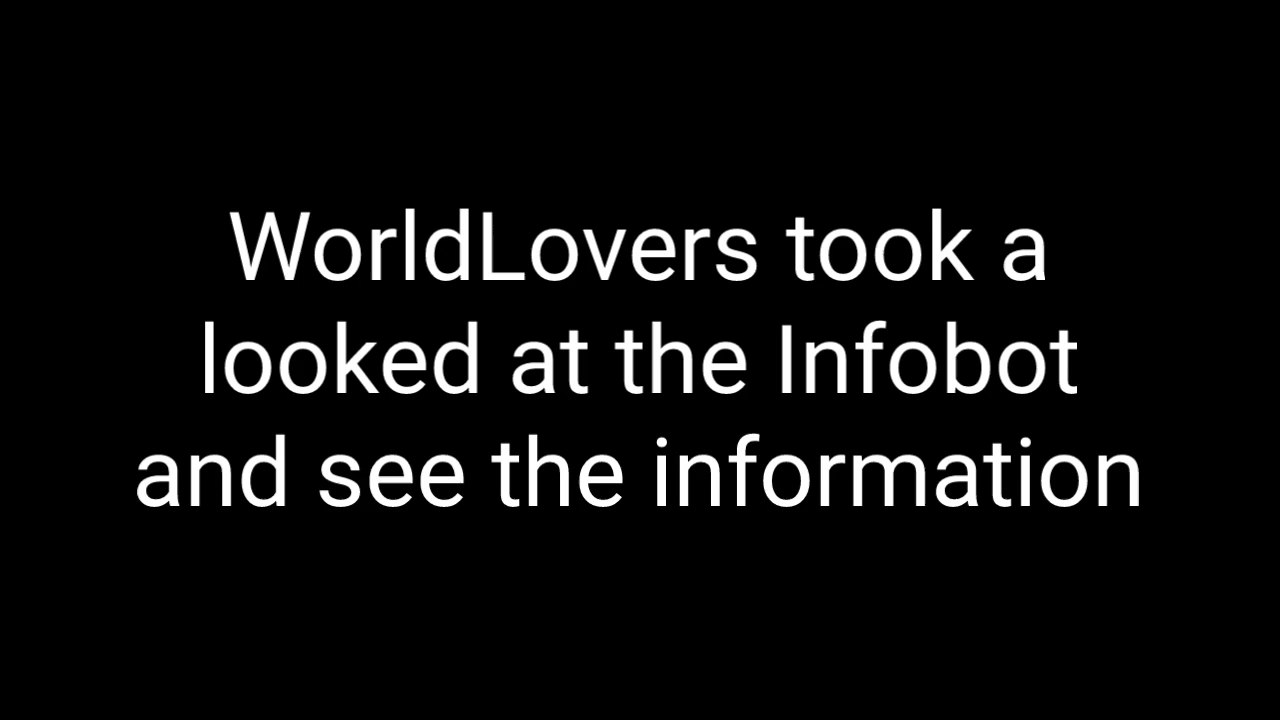 WorldLovers took a
looked at the Infobot
and see the information